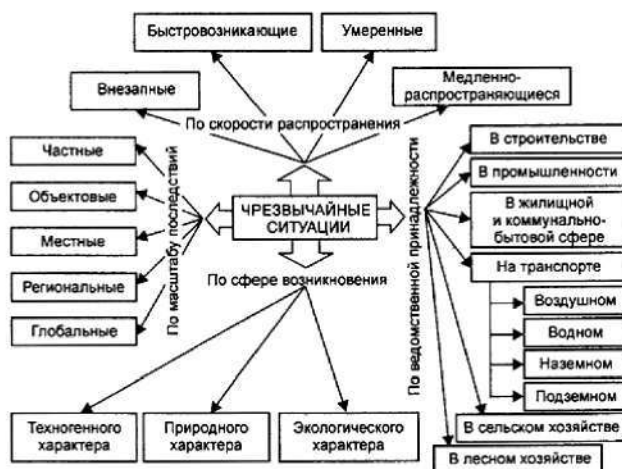 Быстровозникающие
Умеренные
Внезапные
Медленно-
распространяющиеся
По скорости распространения
Частные
Объектовые
Местные
Региональные
Глобальные
По масштабу последствий
ЧРЕЗВЫЧАЙНЫЕ
СИТУАЦИИ
По ведомственной принадлежности
В строительстве
В промышленности
В жилищной
и коммунально-
бытовой сфере
На транспорте
Воздушном
Водном
Наземном
Подземном
В сельском хозяйстве
В лесном хозяйстве
По сфере возникновения
Техногенного
характера
Природного
характера
Экологического
характера